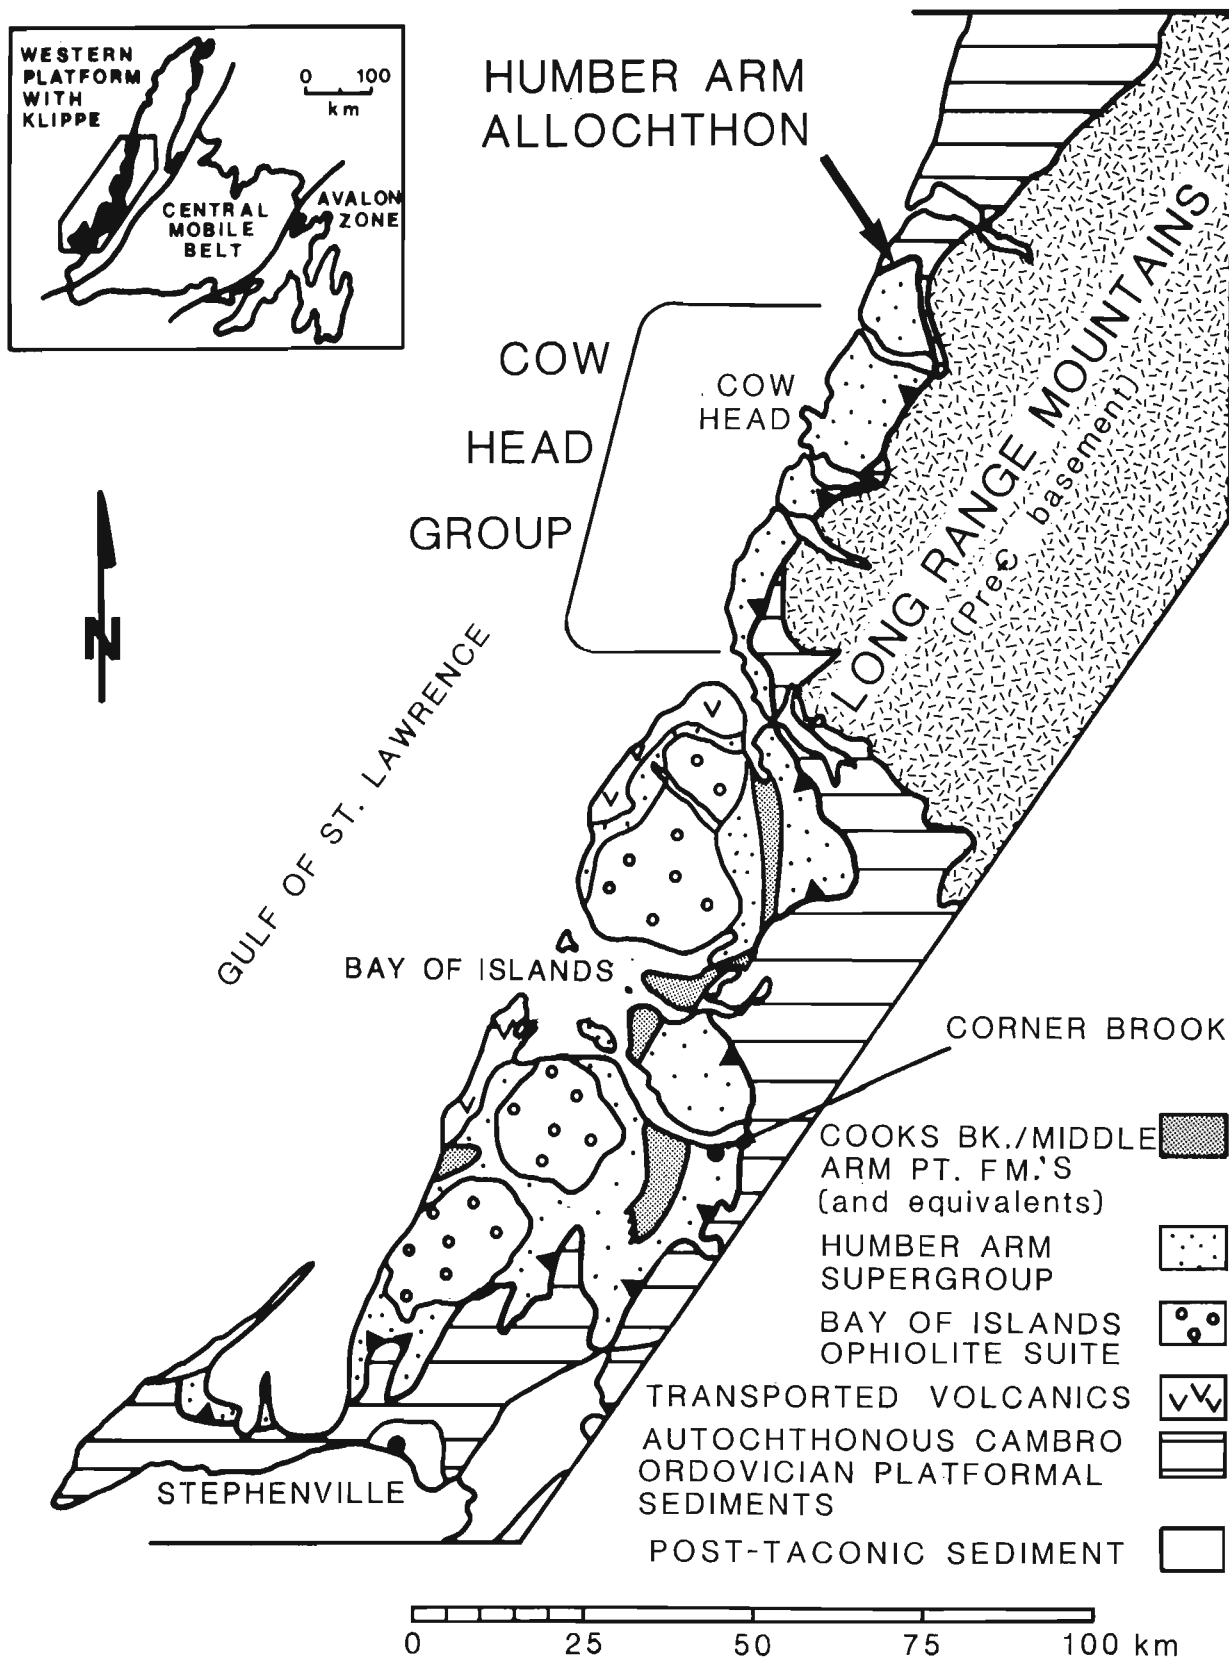 WESTERN
PLATFORM
WITH
KLIPPE
0 100
km
CENTRAL
MOBILE
BELT
AVALON
ZONE
HUMBER ARM
ALLOCHTHON
COW
HEAD
GROUP
COW
HEAD
LONG RANGE MOUNTAINS
(PreЄ basement)
N
GULF OF ST. LAWRENCE
BAY OF ISLANDS
CORNER BROOK
COOKS BK./MIDDLE
ARM PT. FM.'S
(and equivalents)
HUMBER ARM
SUPERGROUP
BAY OF ISLANDS
OPHIOLITE SUITE
TRANSPORTED VOLCANICS
AUTOCHTHONOUS CAMBRO
ORDOVICIAN PLATFORMAL
SEDIMENTS
POST-TACONIC SEDIMENT
STEPHENVILLE
0 25 50 75 100 km